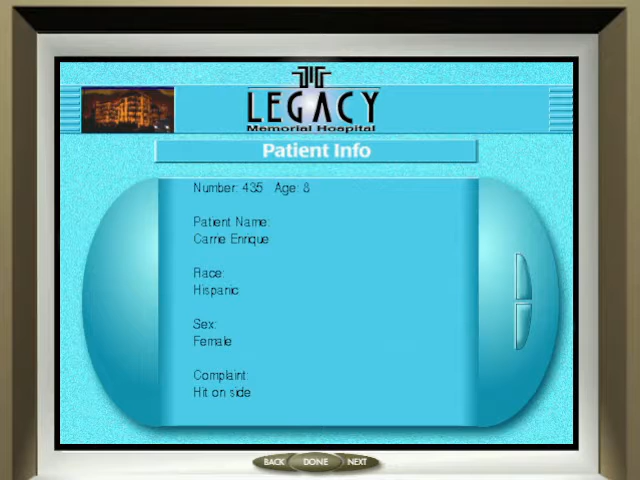 LEGACY
Memorial Hospital
Patient Info
Number: 435 Age: 8
Patient Name:
Carrie Enrique
Race:
Hispanic
Sex:
Female
Complaint:
Hit on side
BACK DONE NEXT